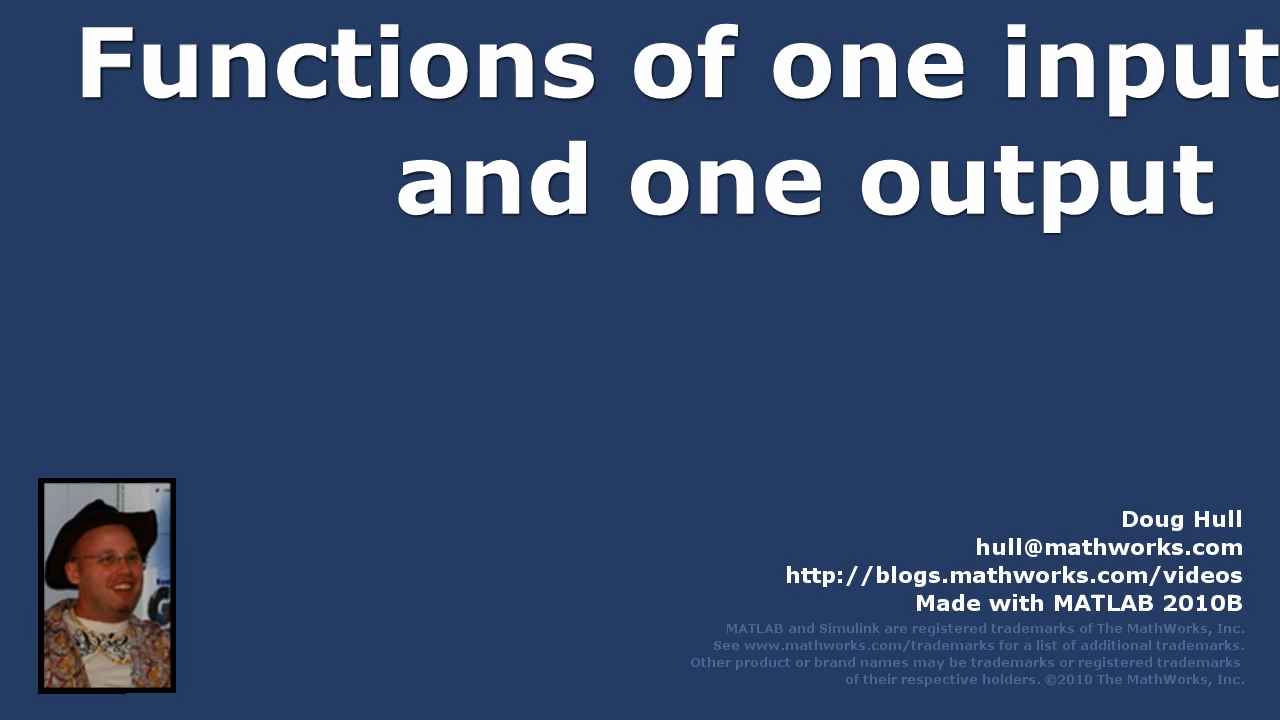 Functions of one input
and one output
Doug Hull
hull@mathworks.com
http://blogs.mathworks.com/videos
Made with MATLAB 2010B
MATLAB and Simulink are registered trademarks of The MathWorks, Inc.
See www.mathworks.com/trademarks for a list of additional trademarks.
Other product or brand names may be trademarks or registered trademarks
of their respective holders. ©2010 The MathWorks, Inc.